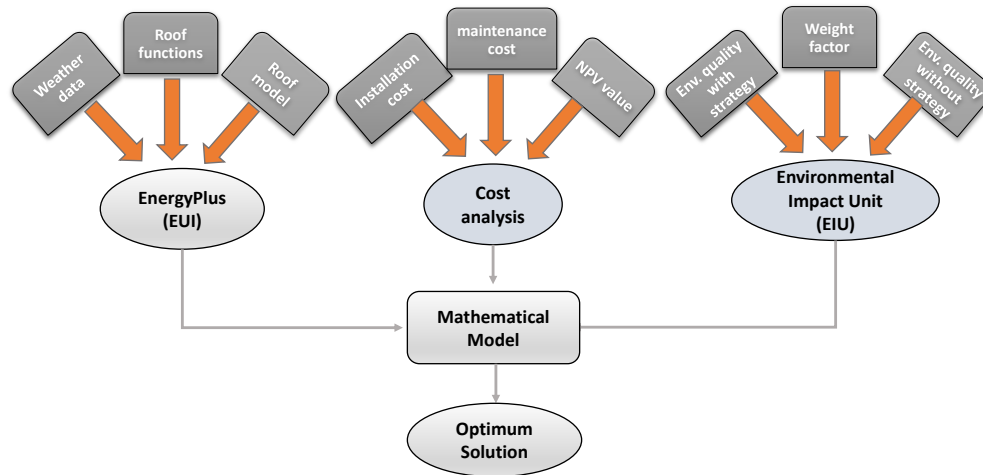 Weather
data
Roof
functions
Roof
model
Installation
cost
maintenance
cost
NPV value
Env. quality
with
strategy
Weight
factor
Env. quality
without
strategy
EnergyPlus
(EUI)
Cost
analysis
Environmental
Impact Unit
(EIU)
Mathematical
Model
Optimum
Solution